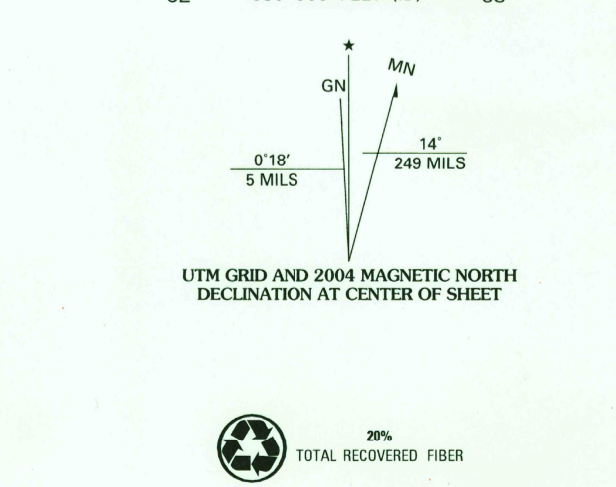 ★
GN
MN
0°18′
5 MILS
14°
249 MILS
UTM GRID AND 2004 MAGNETIC NORTH
DECLINATION AT CENTER OF SHEET
20%
TOTAL RECOVERED FIBER